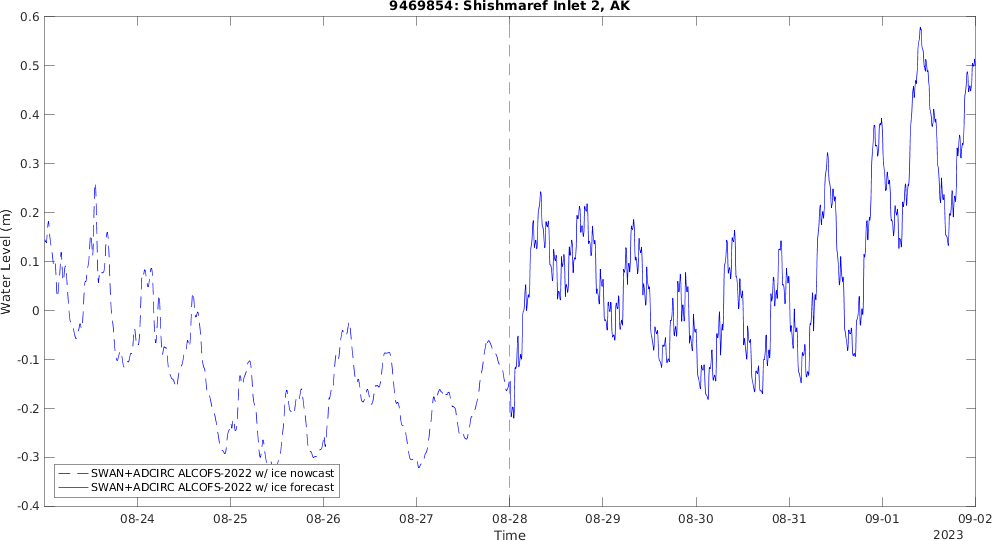 9469854: Shishmaref Inlet 2, AK
0.6
0.5
0.4
0.3
0.2
0.1
0
-0.1
-0.2
-0.3
-0.4
Water Level (m)
SWAN+ADCIRC ALCOFS-2022 w/ ice nowcast
SWAN+ADCIRC ALCOFS-2022 w/ ice forecast
08-24 08-25 08-26 08-27 08-28 08-29 08-30 08-31 09-01 09-02
Time
2023